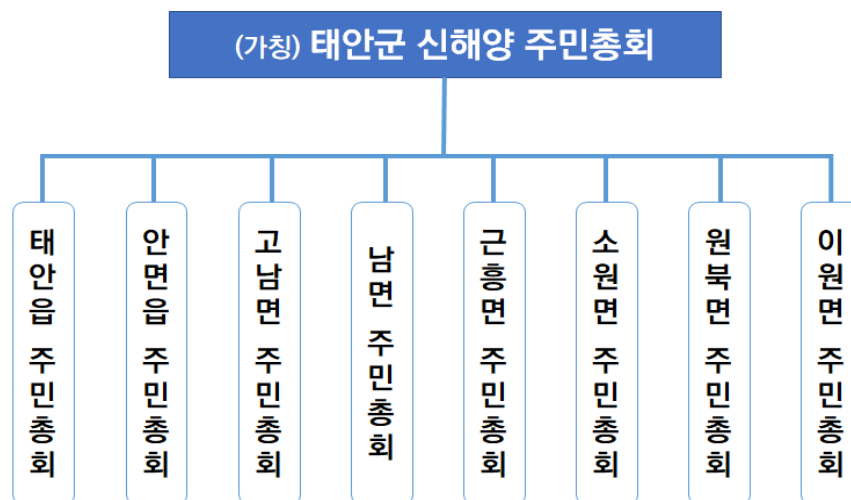 (가칭) 태안군 신해양 주민총회
태안읍 주민총회
안면읍 주민총회
고남면 주민총회
남면 주민총회
근흥면 주민총회
소원면 주민총회
원북면 주민총회
이원면 주민총회